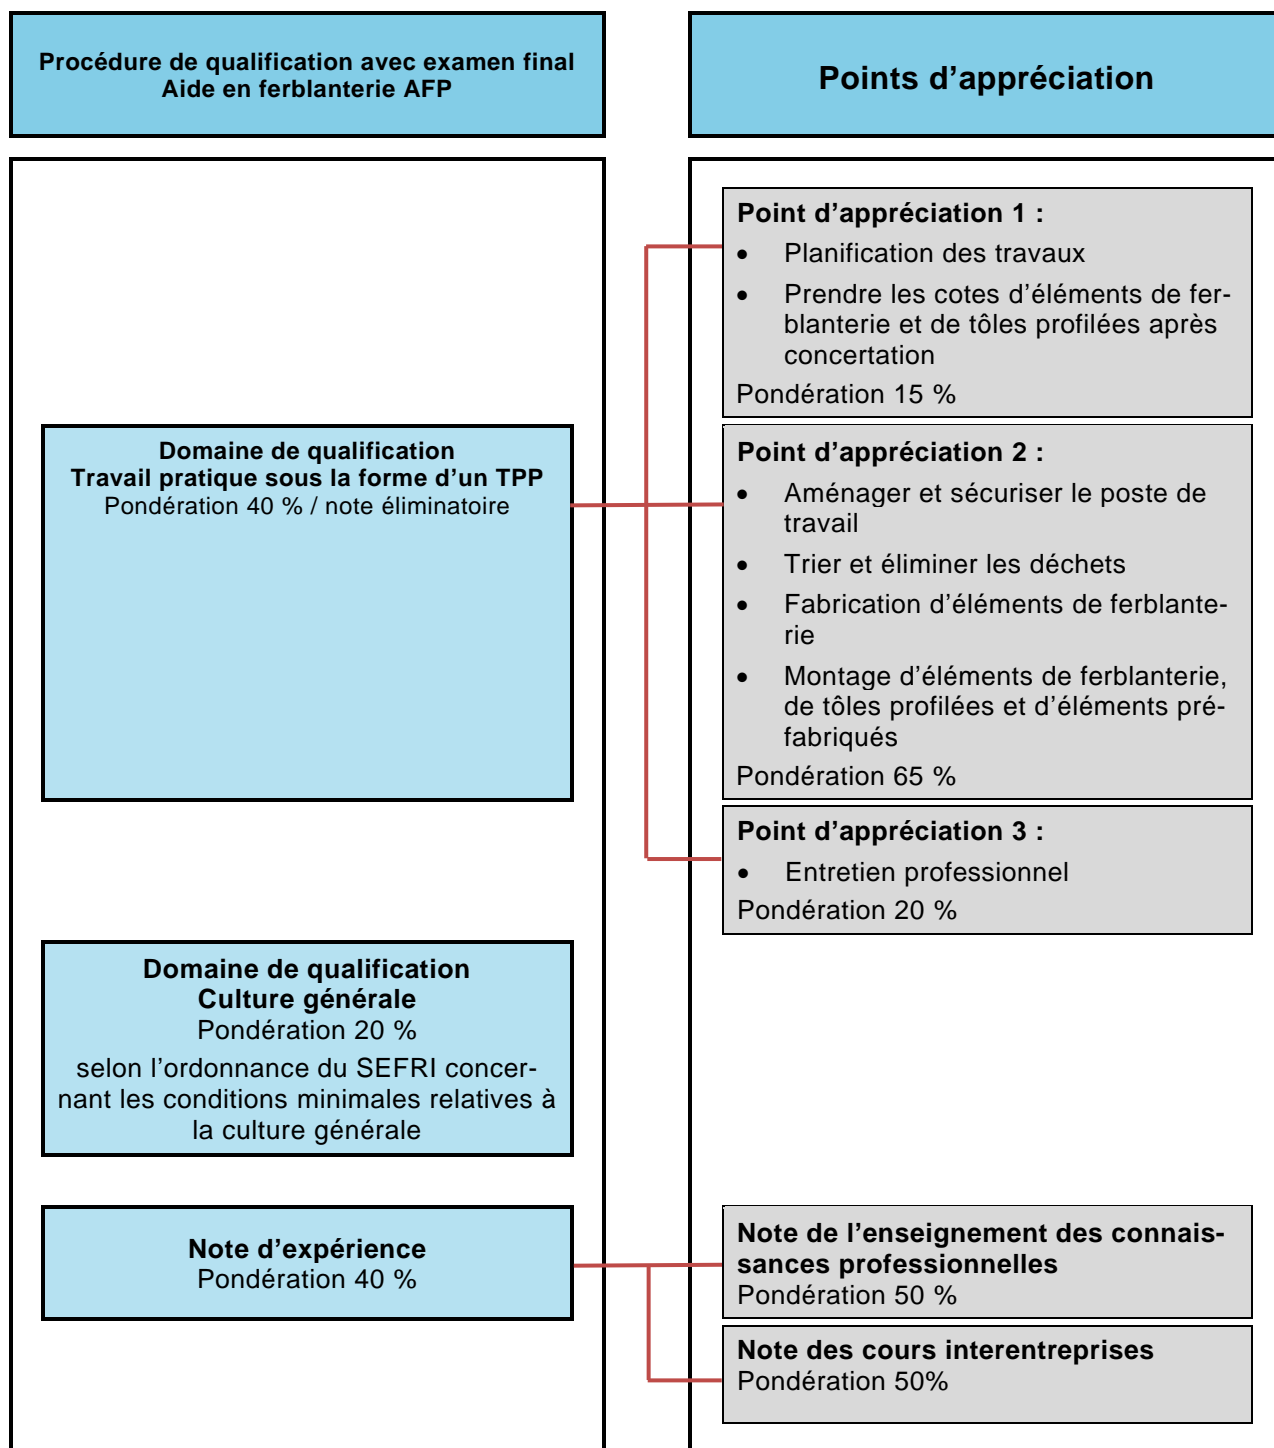 Procédure de qualification avec examen final
Aide en ferblanterie AFP
Points d’appréciation
Domaine de qualification
Travail pratique sous la forme d’un TPP
Pondération 40 % / note éliminatoire
Point d’appréciation 1 :
• Planification des travaux
• Prendre les cotes d’éléments de fer-
blanterie et de tôles profilées après
concertation
Pondération 15 %
Point d’appréciation 2 :
• Aménager et sécuriser le poste de
travail
• Trier et éliminer les déchets
• Fabrication d’éléments de ferblante-
rie
• Montage d’éléments de ferblanterie,
de tôles profilées et d’éléments pré-
fabriqués
Pondération 65 %
Point d’appréciation 3 :
• Entretien professionnel
Pondération 20 %
Domaine de qualification
Culture générale
Pondération 20 %
selon l’ordonnance du SEFRI concer-
nant les conditions minimales relatives à
la culture générale
Note d’expérience
Pondération 40 %
Note de l’enseignement des connais-
sances professionnelles
Pondération 50 %
Note des cours interentreprises
Pondération 50%